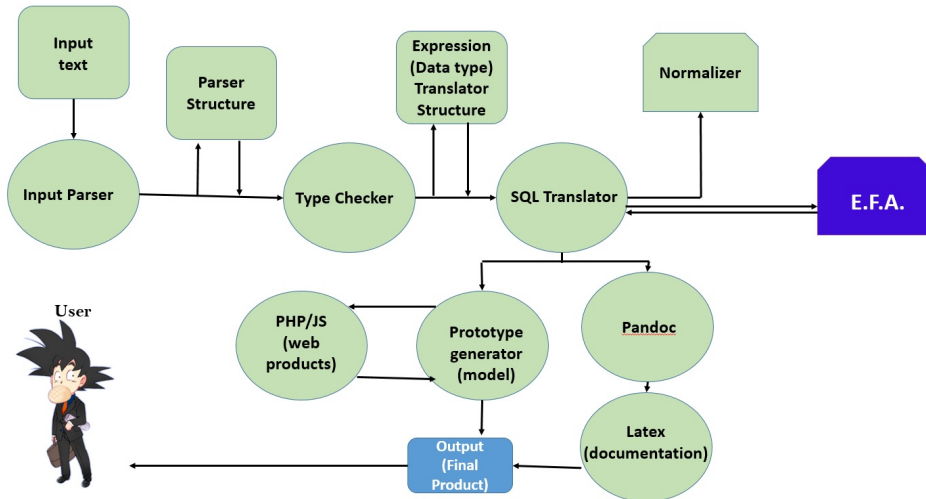 Input
text
Parser
Structure
Expression
(Data type)
Translator
Structure
Normalizer
Input Parser
Type Checker
SQL Translator
E.F.A.
User
PHP/JS
(web
products)
Prototype
generator
(model)
Pandoc
Latex
(documentation)
Output
(Final
Product)